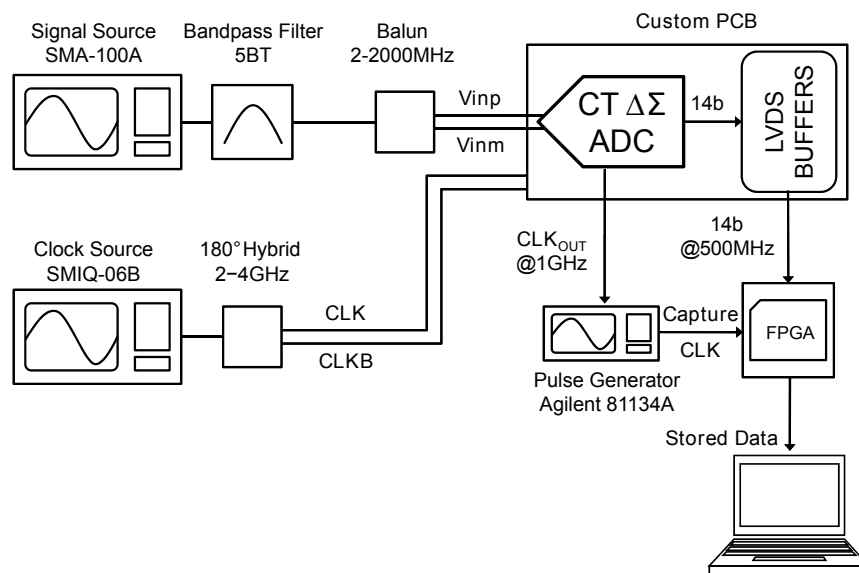 Custom PCB
Signal Source
SMA-100A
Bandpass Filter
5BT
Balun
2-2000MHz
Vinp
Vinm
CT ΔΣ
ADC
14b
LVDS
BUFFERS
Clock Source
SMIQ-06B
180°Hybrid
2−4GHz
CLK
CLKB
CLKOUT
@1GHz
14b
@500MHz
Capture
CLK
FPGA
Pulse Generator
Agilent 81134A
Stored Data